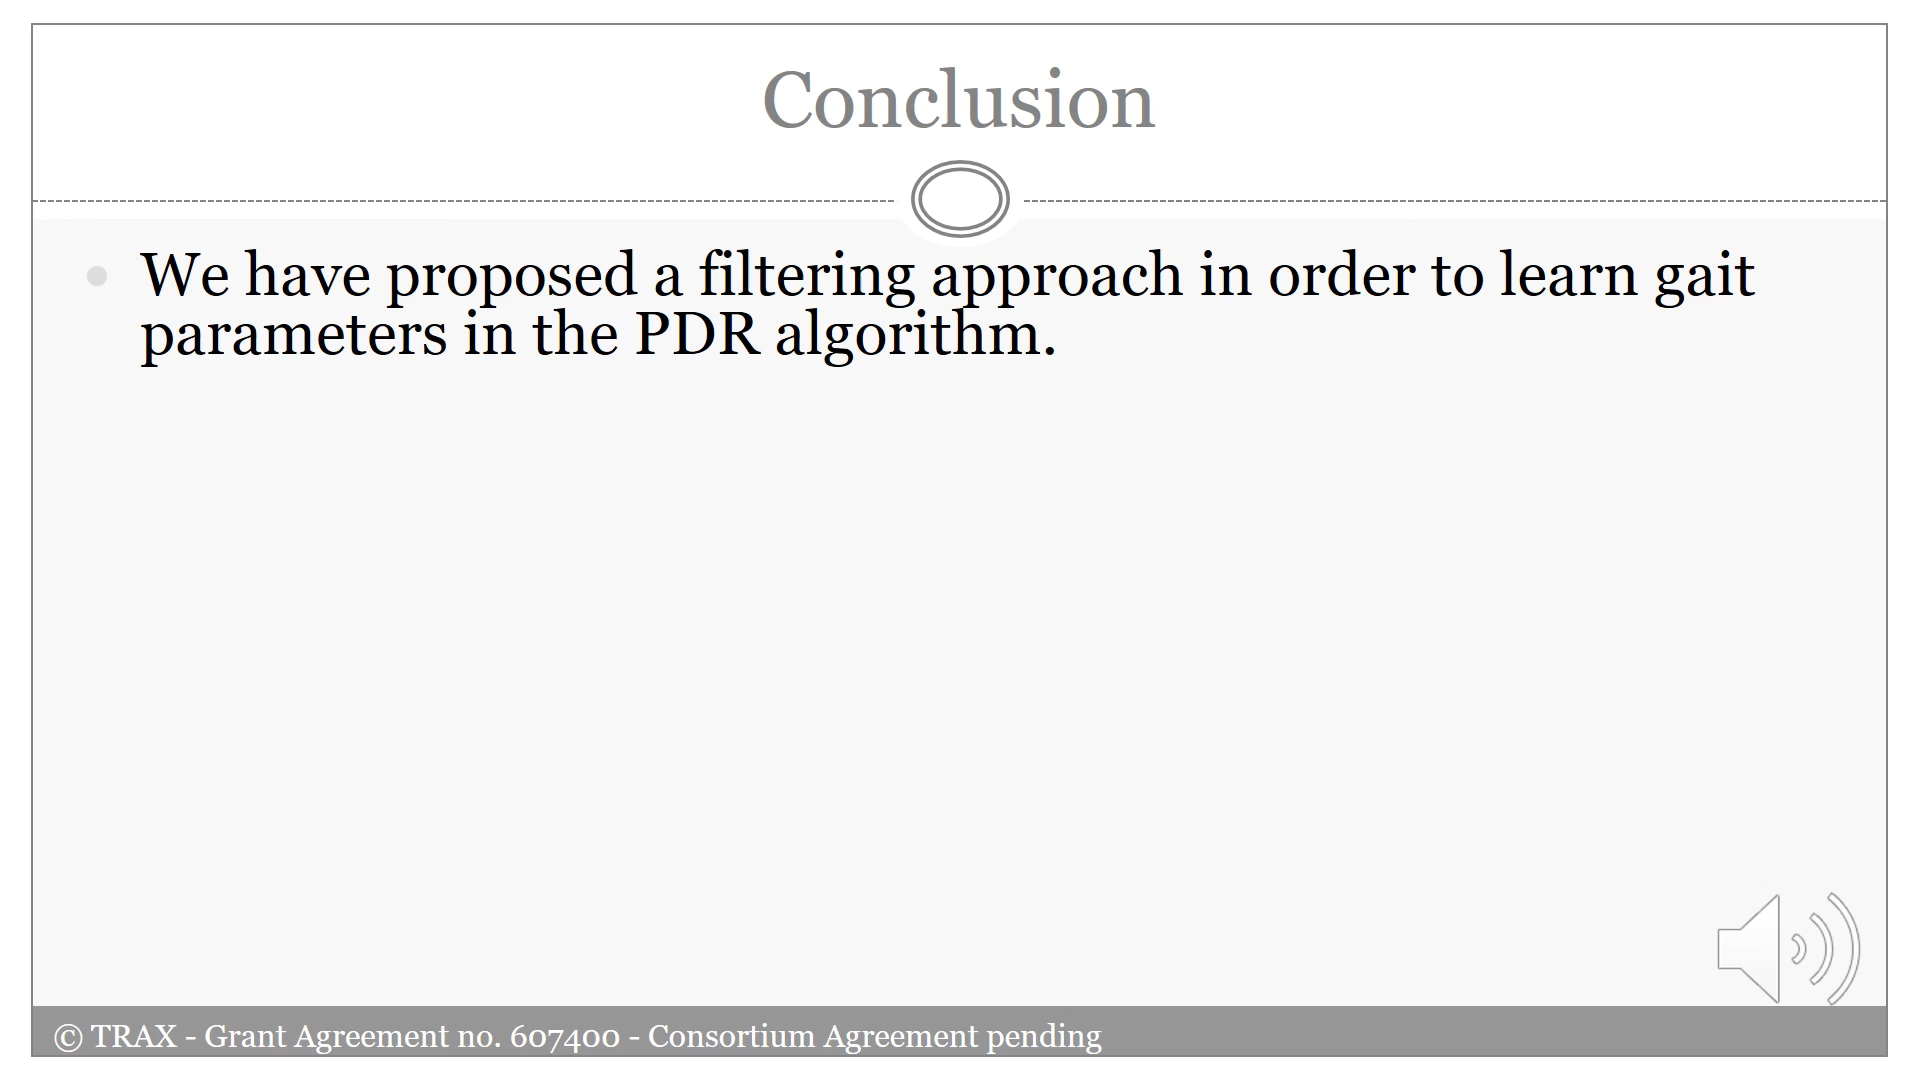 Conclusion
We have proposed a filtering approach in order to learn gait
parameters in the PDR algorithm.
© TRAX - Grant Agreement no. 607400 - Consortium Agreement pending